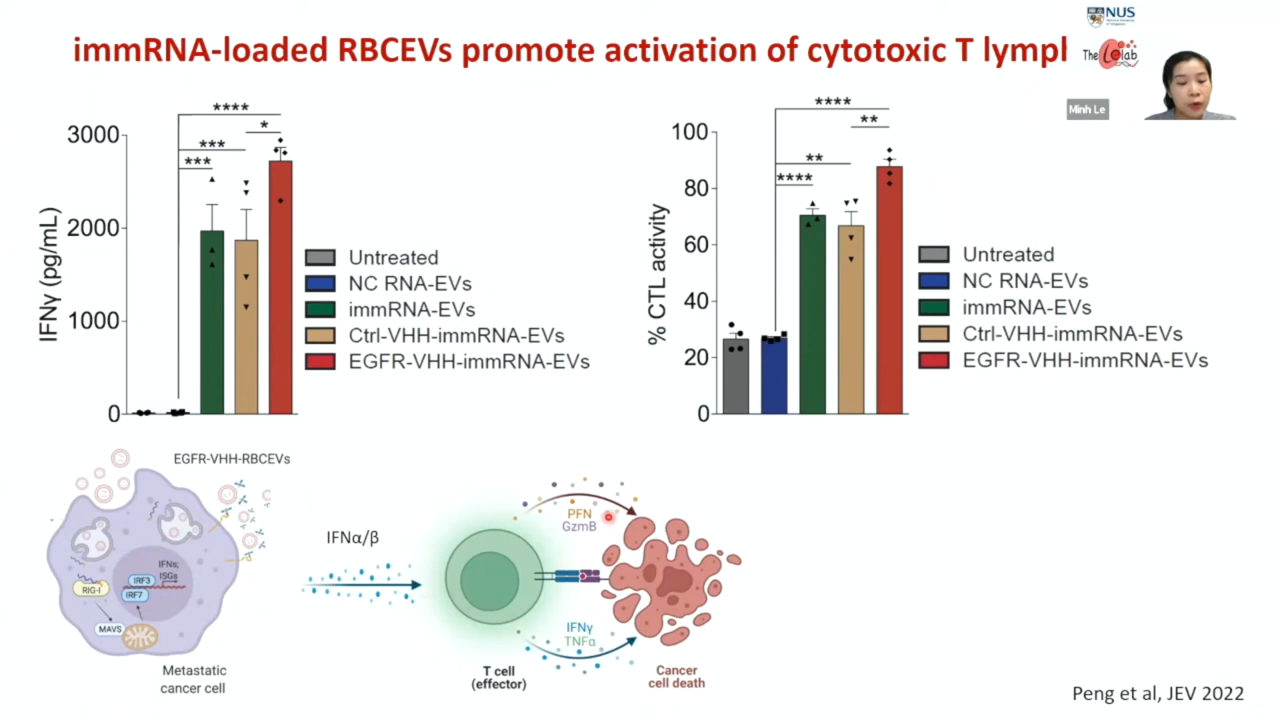 immRNA-loaded RBCEVs promote activation of cytotoxic T lympl
NUS
The Le lab
Minh Le
****
*
***
***
3000
2000
1000
0
IFNγ (pg/mL)
Untreated
NC RNA-EVs
immRNA-EVs
Ctrl-VHH-immRNA-EVs
EGFR-VHH-immRNA-EVs
****
**
**
****
100
80
60
40
20
0
% CTL activity
Untreated
NC RNA-EVs
immRNA-EVs
Ctrl-VHH-immRNA-EVs
EGFR-VHH-immRNA-EVs
EGFR-VHH-RBCEVs
IFNs;
ISGs
IRF3
IRF7
RIG-I
MAVS
Metastatic
cancer cell
IFNα/β
PFN
GzmB
IFNγ
TNFα
T cell
(effector)
Cancer
cell death
Peng et al, JEV 2022